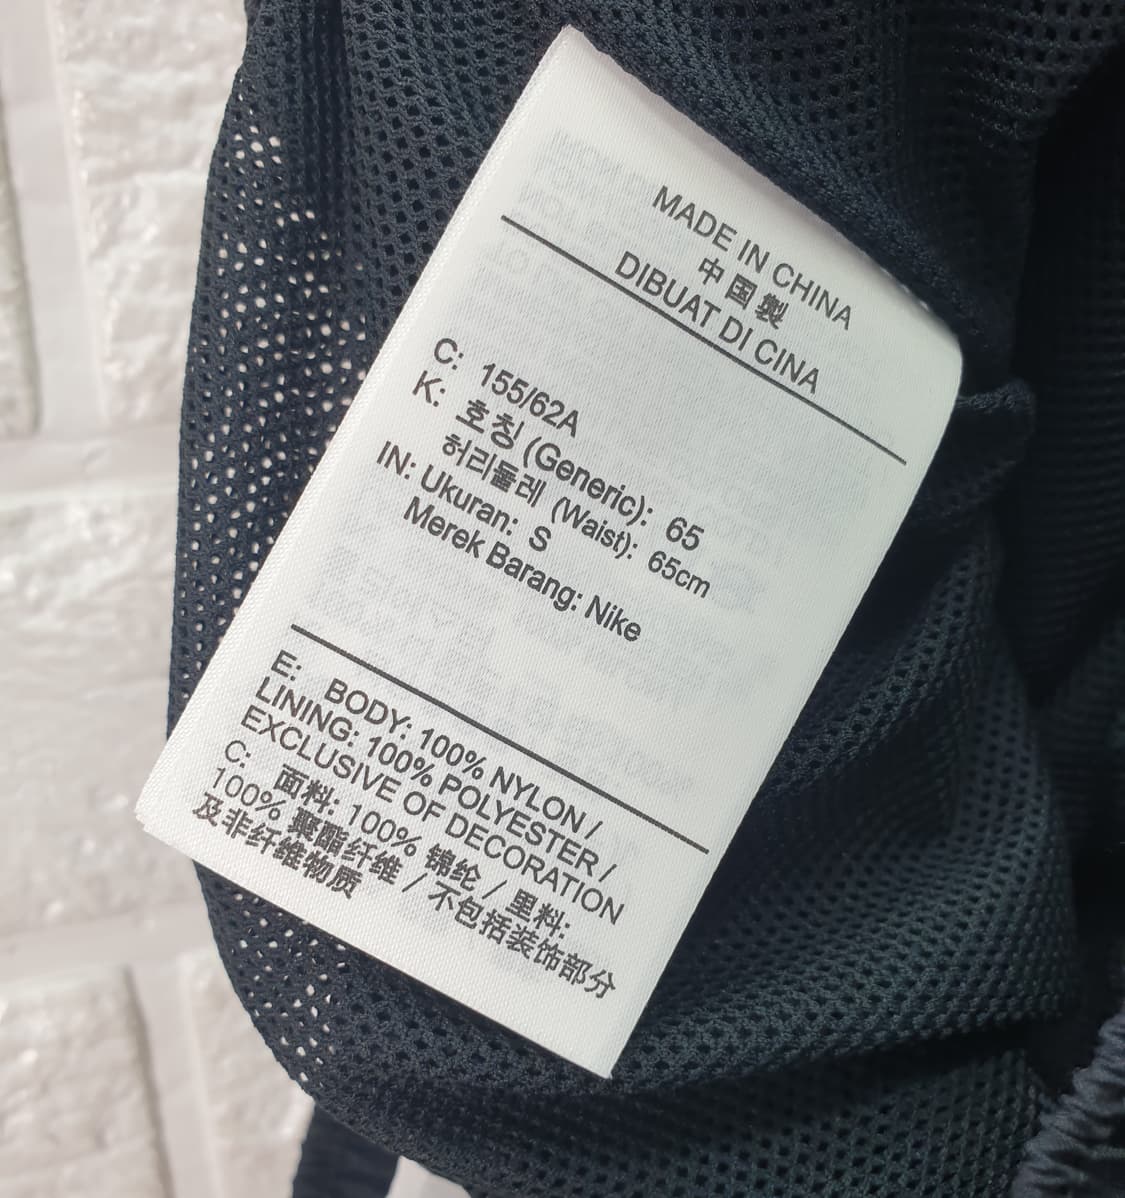 MADE IN CHINA
中国製
DIBUAT DI CINA
C: 155/62A
K: 호칭 (Generic): 65
허리둘레 (Waist): 65cm
IN: Ukuran: S
Merek Barang: Nike
E: BODY: 100% NYLON /
LINING: 100% POLYESTER /
EXCLUSIVE OF DECORATION
C: 面料: 100% 锦纶 / 里料:
100% 聚酯纤维 / 不包括装饰部分
及非纤维物质